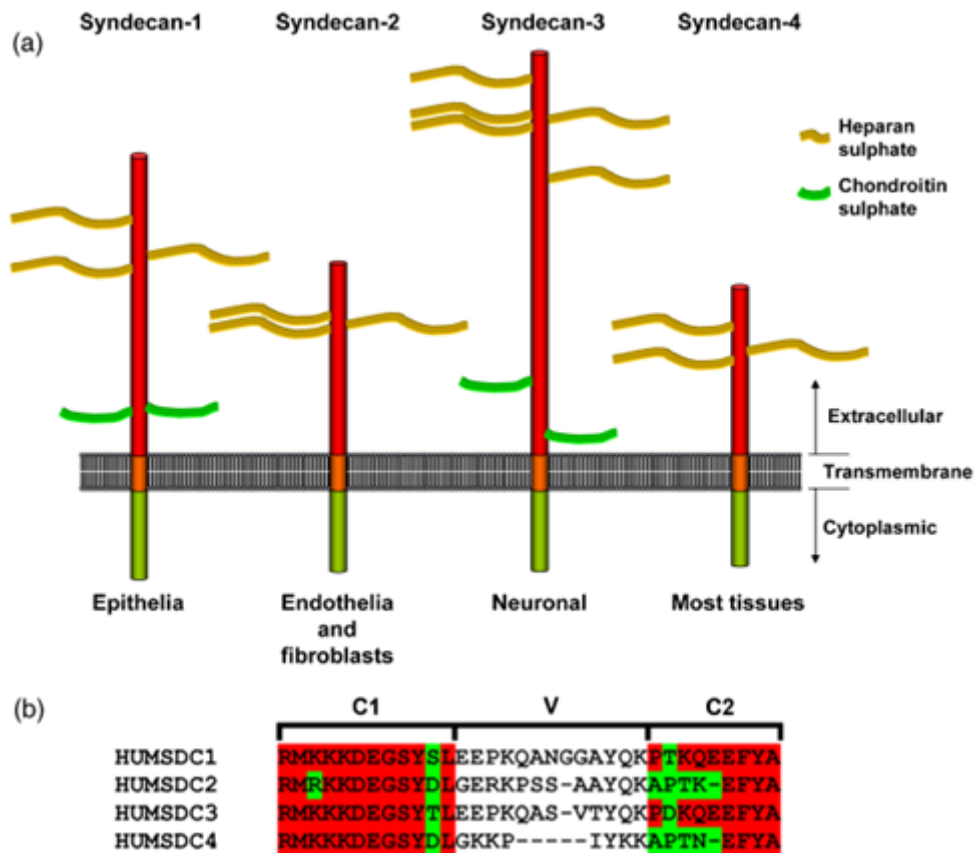 Syndecan-1 Syndecan-2 Syndecan-3 Syndecan-4
(a)
Heparan
sulphate
Chondroitin
sulphate
Extracellular
Transmembrane
Cytoplasmic
Epithelia Endothelia Neuronal Most tissues
and
fibroblasts
(b)
C1 V C2
HUMSDC1 RMKKKDEGSYSLEEPKQANGGAYQKPTKQEEFYA
HUMSDC2 RMRKKDEGSYDLGERKPSS-AAYQKAPTK-EFYA
HUMSDC3 RMKKKDEGSYTLEEPKQAS-VTYQKPDKQEEFYA
HUMSDC4 RMKKKDEGSYDLGKKP-----IYKKAPTN-EFYA